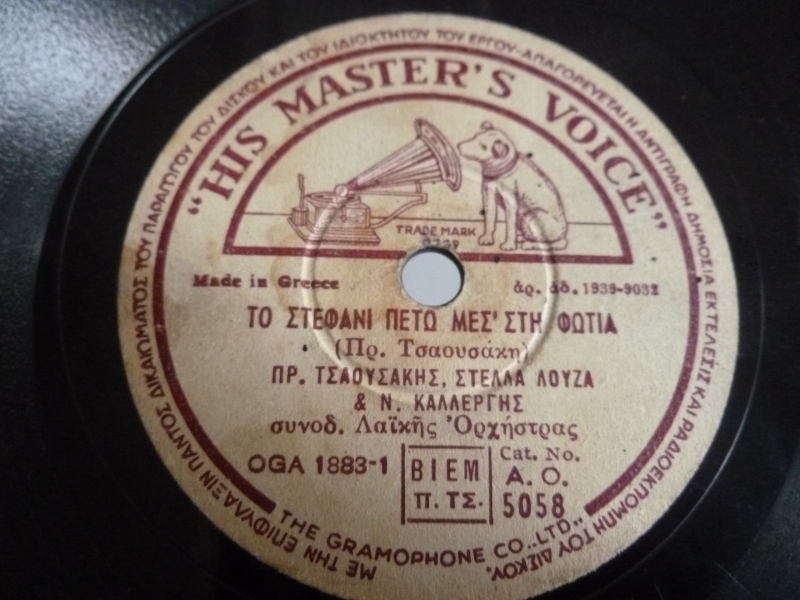 ΜΕ ΤΗΝ ΕΠΙΦΥΛΑΞΙΝ ΠΑΝΤΟΣ ΔΙΚΑΙΩΜΑΤΟΣ ΤΟΥ ΠΑΡΑΓΩΓΟΥ ΤΟΥ ΔΙΣΚΟΥ ΚΑΙ ΤΟΥ ΙΔΙΟΚΤΗΤΟΥ ΤΟΥ ΕΡΓΟΥ-ΑΠΑΓΟΡΕΥΕΤΑΙ Η ΑΝΤΙΓΡΑΦΗ ΔΗΜΟΣΙΑ ΕΚΤΕΛΕΣΙΣ ΚΑΙ ΡΑΔΙΟΕΚΠΟΜΠΗ ΤΟΥ ΔΙΣΚΟΥ.
"HIS MASTER'S VOICE"
TRADE MARK
Made in Greece
ἀρ. ἀδ. 1939-9032
ΤΟ ΣΤΕΦΑΝΙ ΠΕΤΩ ΜΕΣ' ΣΤΗ ΦΩΤΙΑ
(Πρ. Τσαουσάκη)
ΠΡ. ΤΣΑΟΥΣΑΚΗΣ, ΣΤΕΛΛΑ ΛΟΥΖΑ
& Ν. ΚΑΛΛΕΡΓΗΣ
συνοδ. Λαϊκῆς Ὀρχήστρας
OGA 1883-1
BIEM
Π. ΤΣ.
Cat. No.
A. O.
5058
THE GRAMOPHONE CO., LTD.,